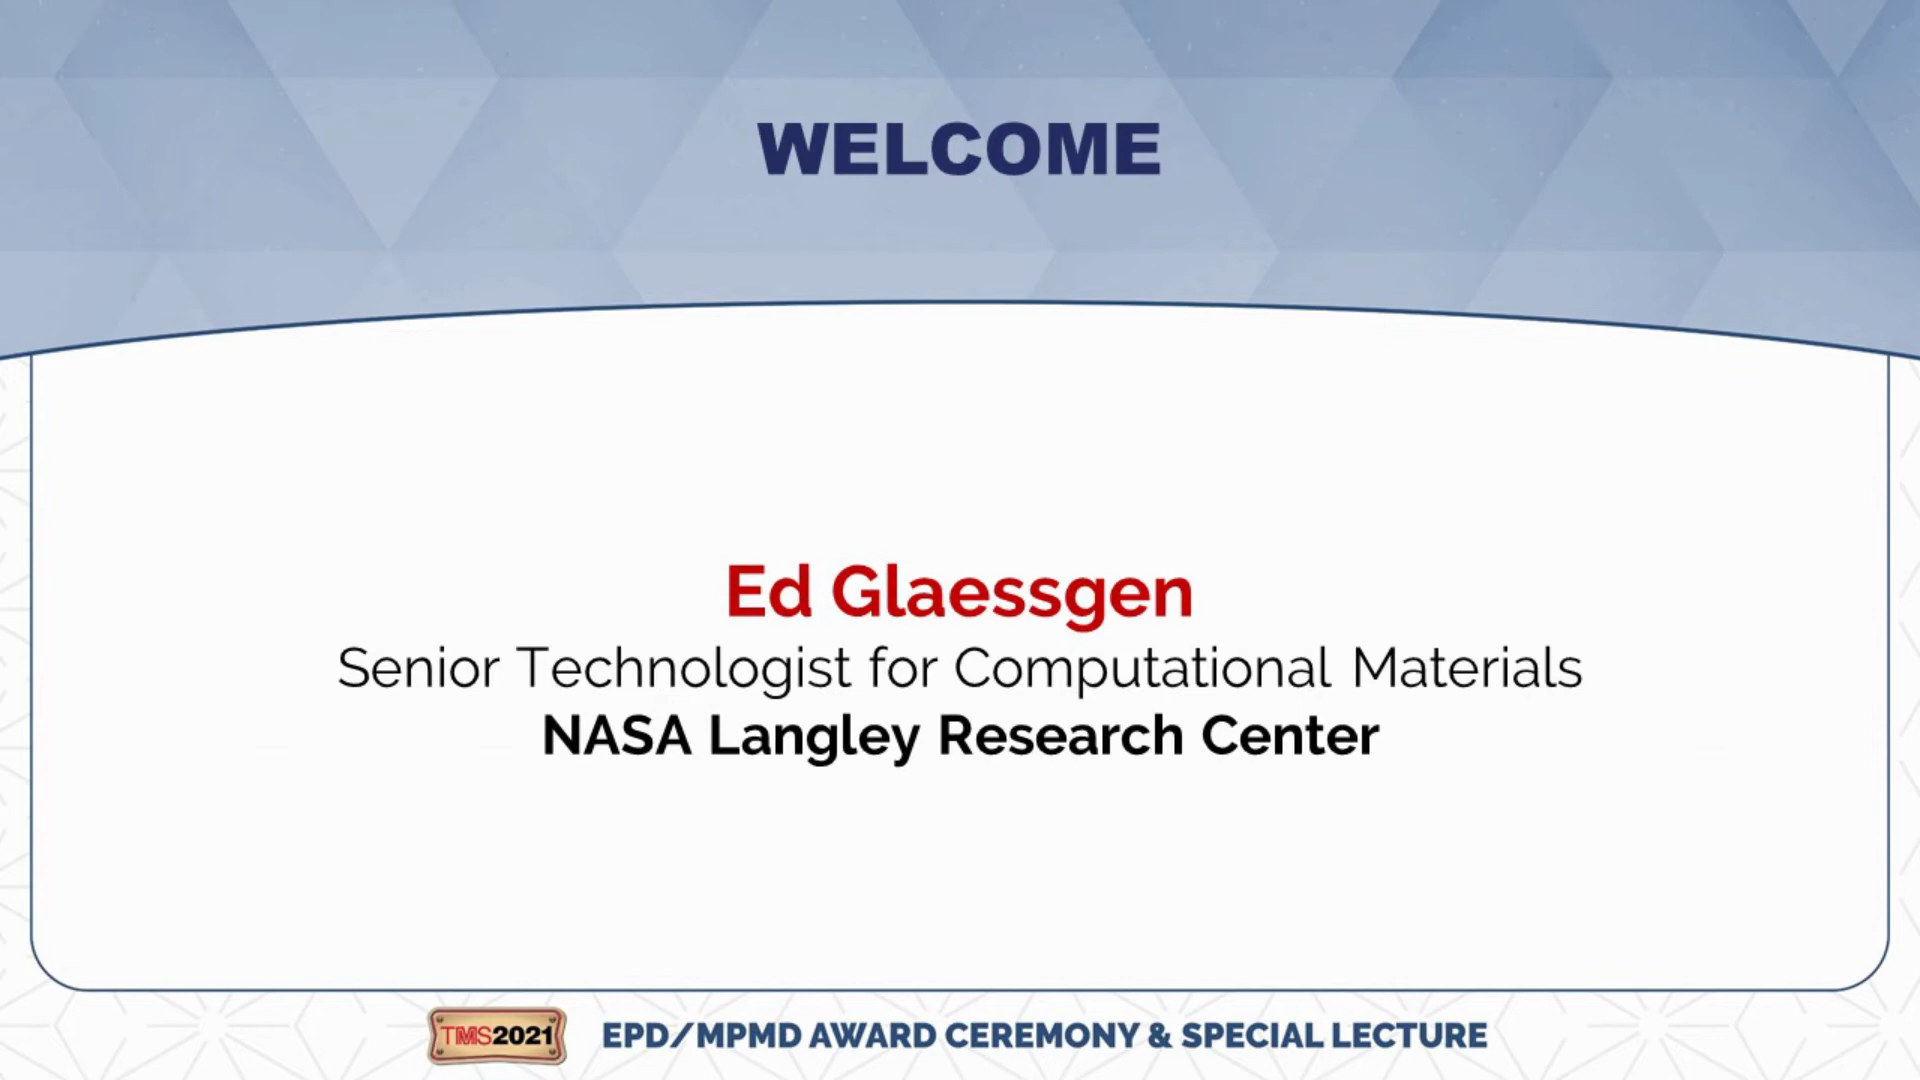 WELCOME
Ed Glaessgen
Senior Technologist for Computational Materials
NASA Langley Research Center
TMS2021
EPD/MPMD AWARD CEREMONY & SPECIAL LECTURE